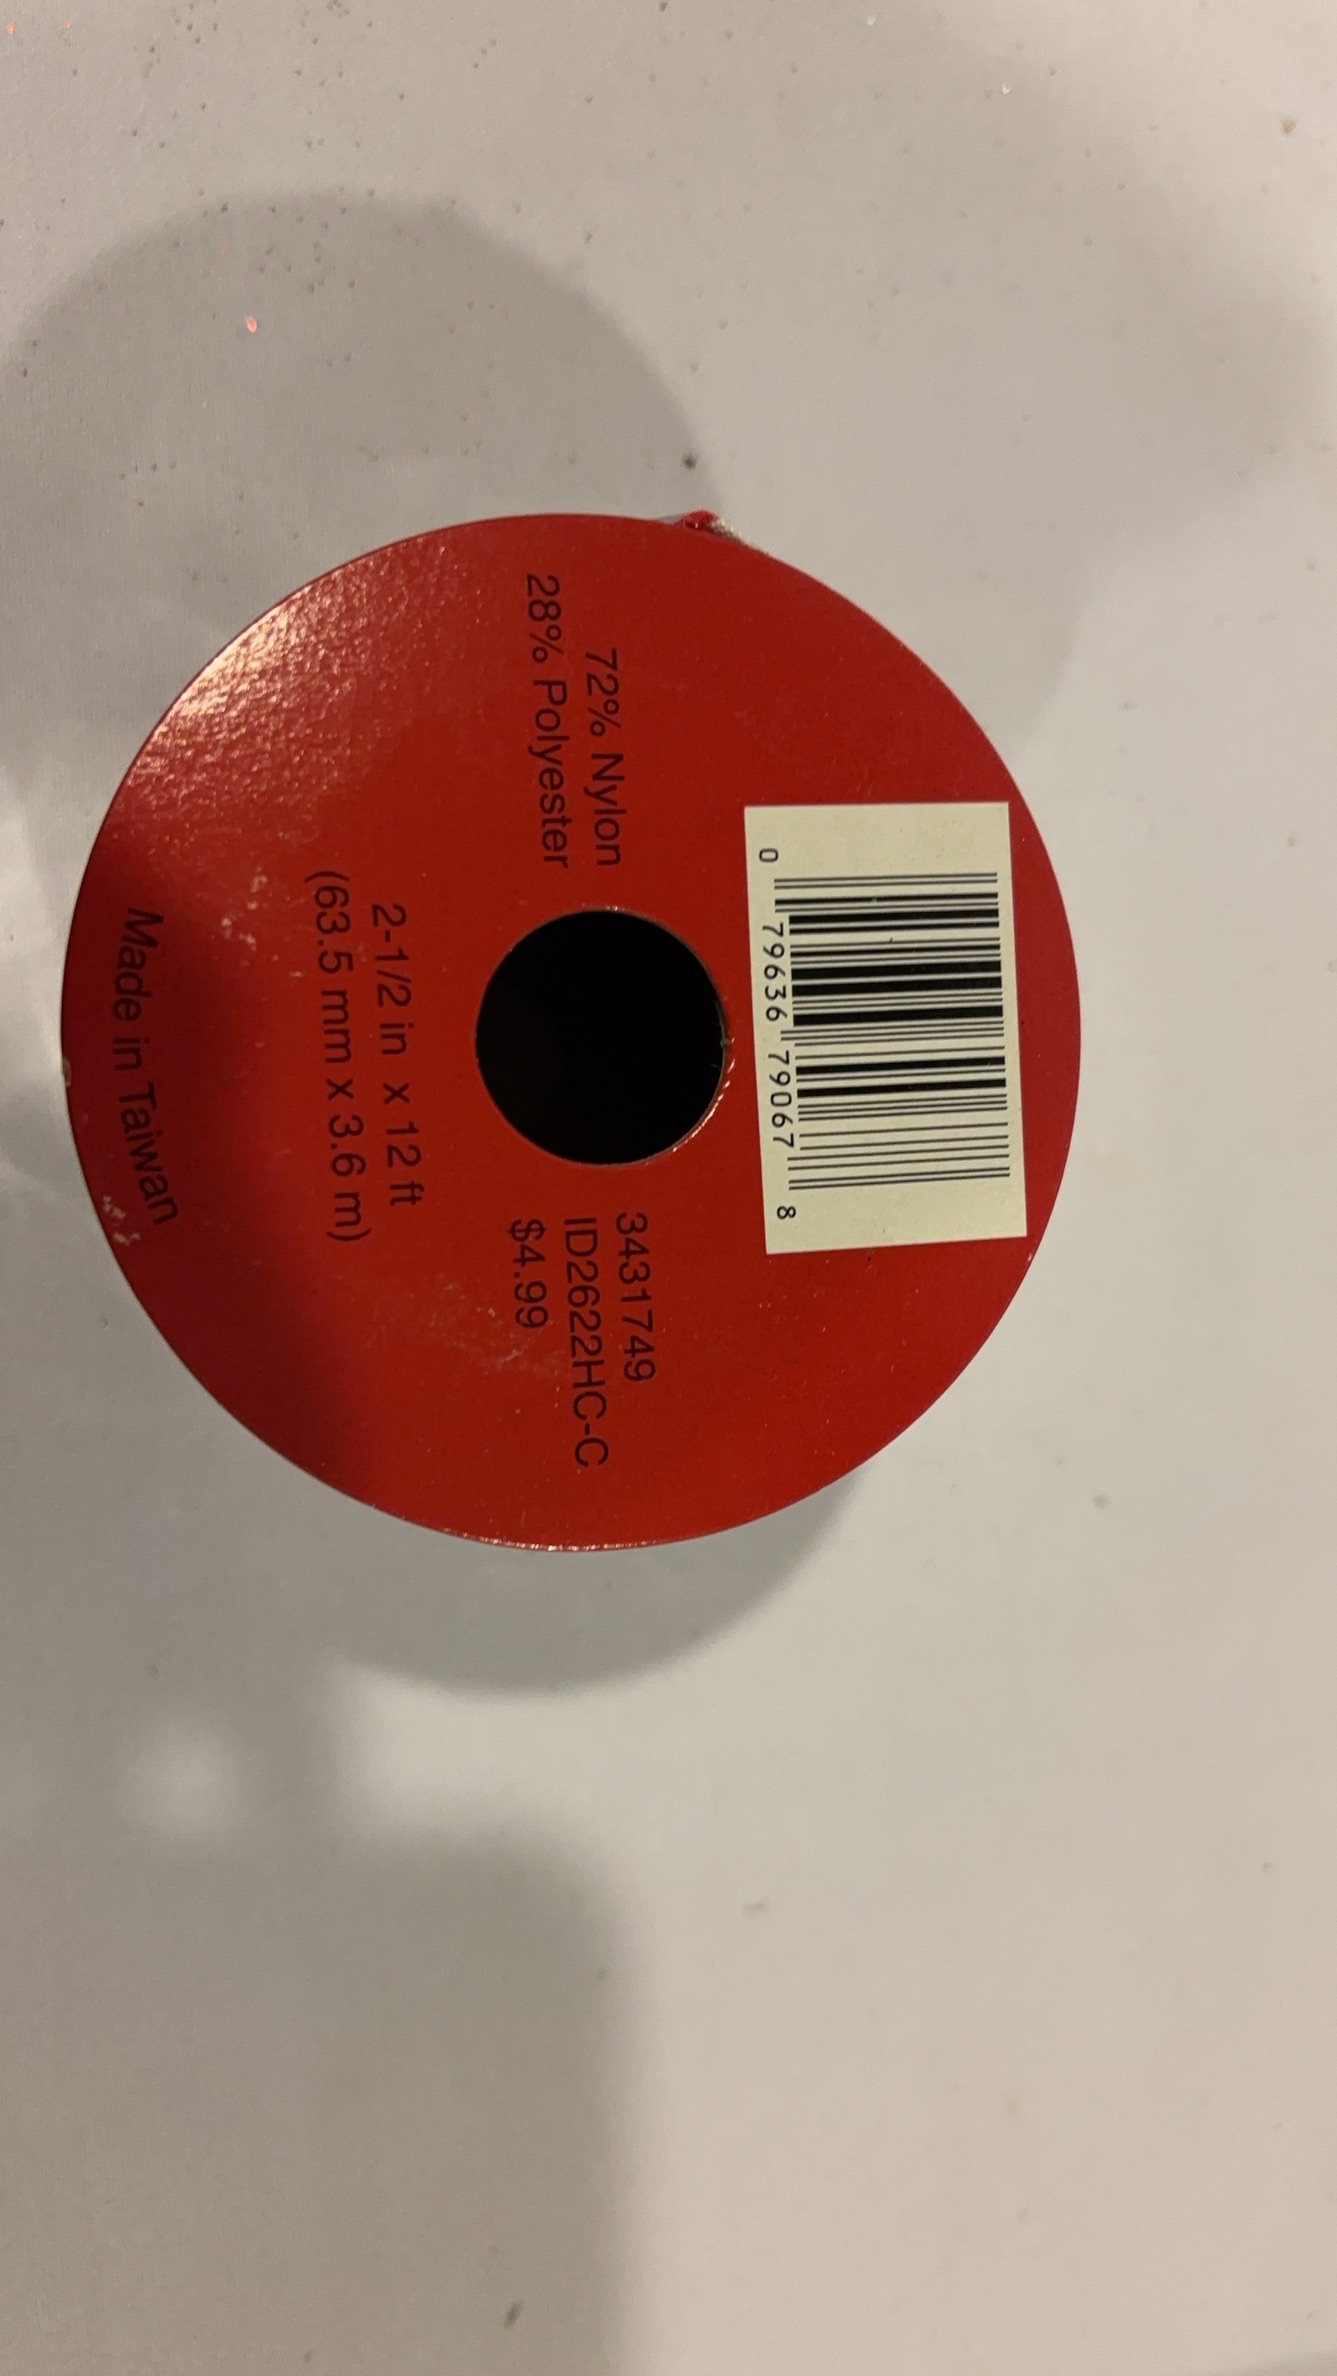 0 79636 79067 8
72% Nylon
28% Polyester
3431749
ID2622HC-C
$4.99
2-1/2 in x 12 ft
(63.5 mm x 3.6 m)
Made in Taiwan